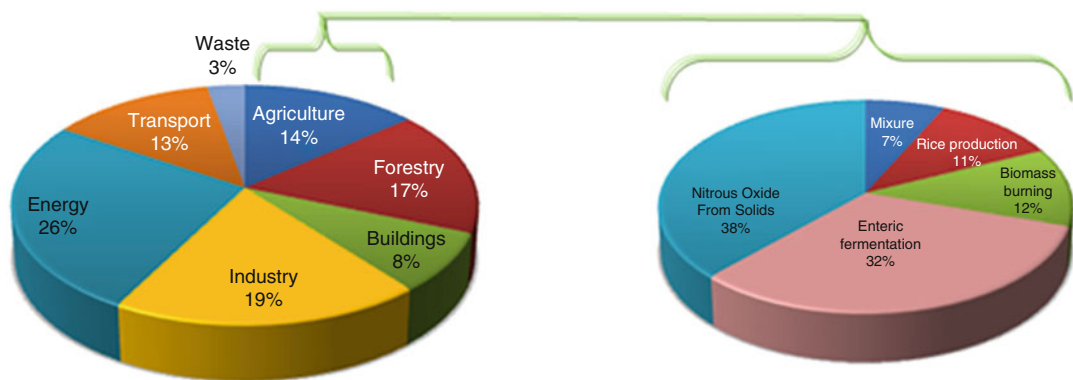 Waste
3%
Agriculture
14%
Forestry
17%
Buildings
8%
Industry
19%
Energy
26%
Transport
13%
Mixure
7%
Rice production
11%
Biomass
burning
12%
Enteric
fermentation
32%
Nitrous Oxide
From Solids
38%